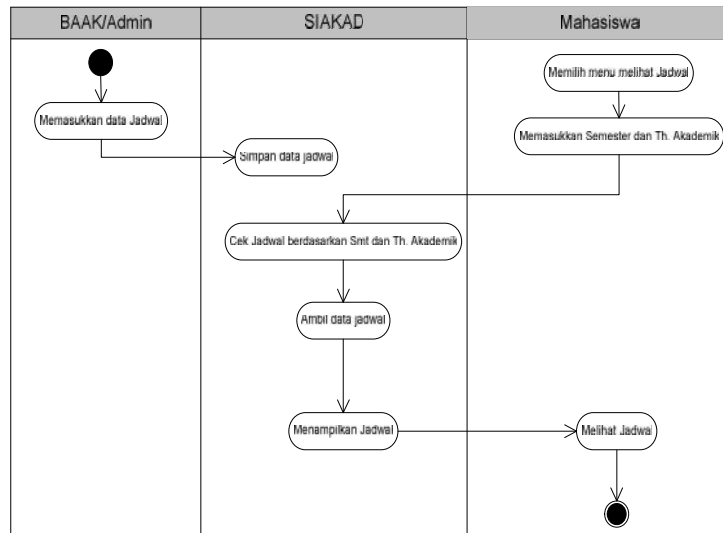 BAAK/Admin
SIAKAD
Mahasiswa
Memilih menu melihat Jadwal
Memasukkan data Jadwal
Memasukkan Semester dan Th. Akademik
Simpan data jadwal
Cek Jadwal berdasarkan Smt dan Th. Akademik
Ambil data jadwal
Menampilkan Jadwal
Melihat Jadwal